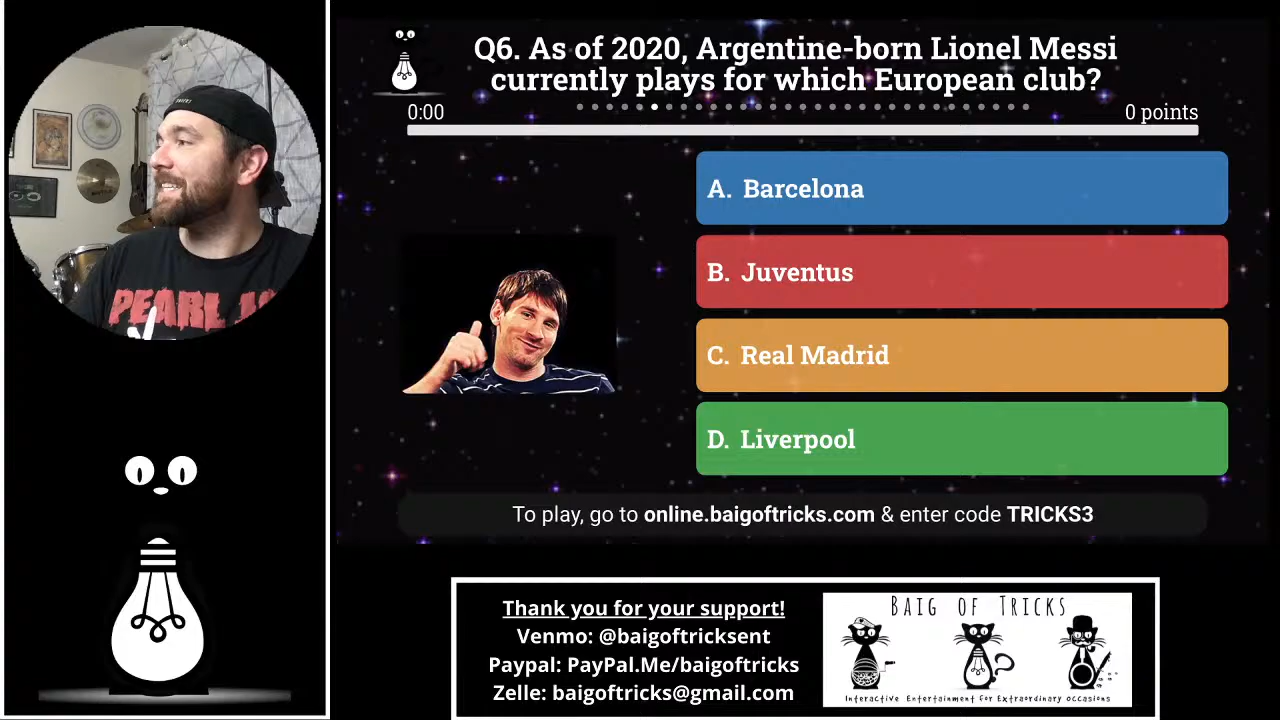 Q6. As of 2020, Argentine-born Lionel Messi
currently plays for which European club?
0:00
0 points
A. Barcelona
B. Juventus
C. Real Madrid
D. Liverpool
To play, go to online.baigoftricks.com & enter code TRICKS3
PEARL
Thank you for your support!
Venmo: @baigoftricksent
Paypal: PayPal.Me/baigoftricks
Zelle: baigoftricks@gmail.com
BAIG OF TRICKS
Interactive Entertainment for Extraordinary Occasions